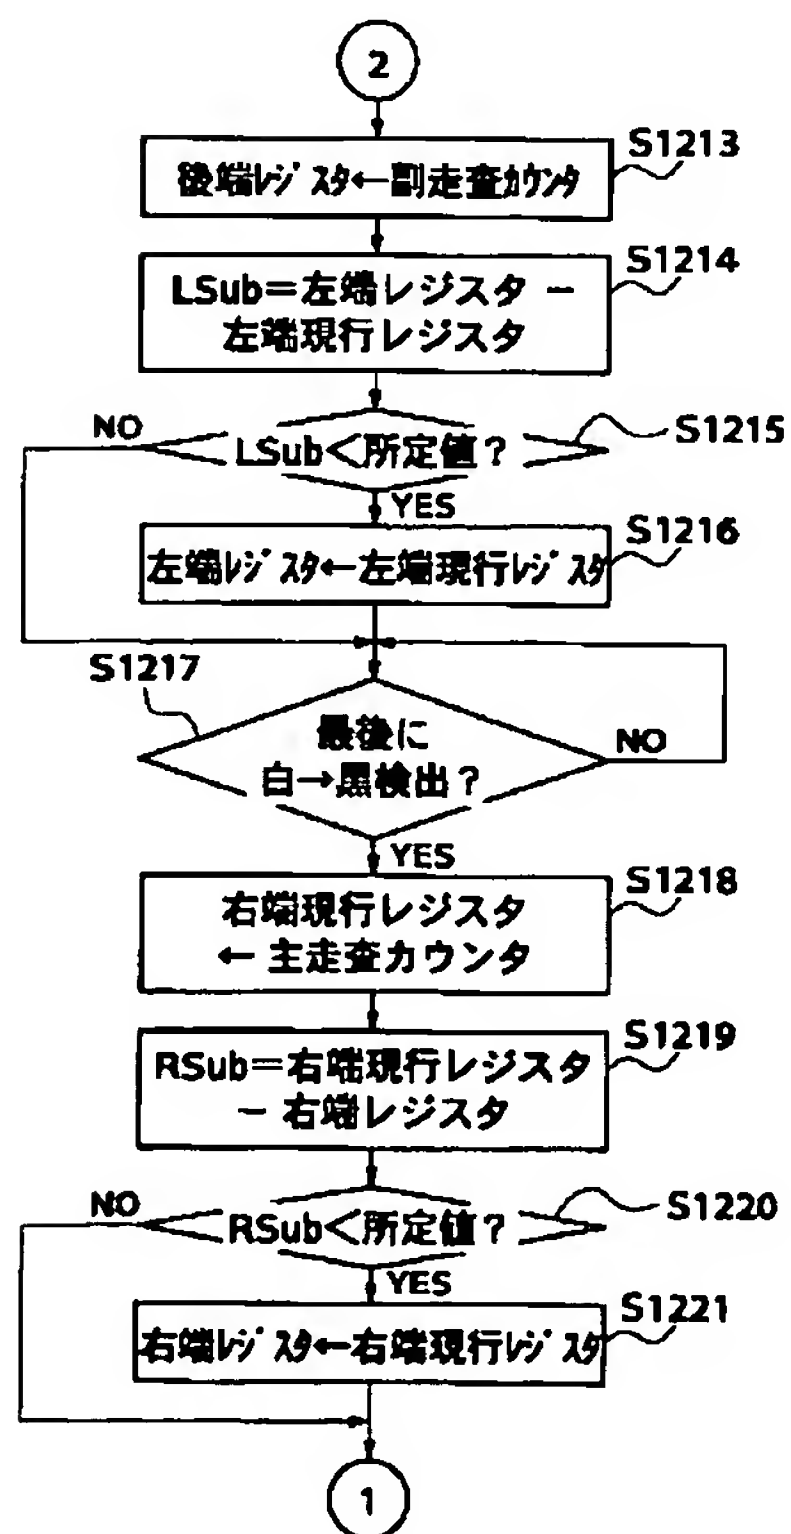 2
S1213
後端レジスタ←割走査カウンタ
S1214
LSub=左端レジスタ −
左端現行レジスタ
NO
LSub<所定値?
S1215
YES
S1216
左端レジスタ←左端現行レジスタ
S1217
最後に
白→黒検出?
NO
YES
S1218
右端現行レジスタ
← 主走査カウンタ
S1219
RSub=右端現行レジスタ
− 右端レジスタ
NO
RSub<所定値?
S1220
YES
S1221
右端レジスタ←右端現行レジスタ
1